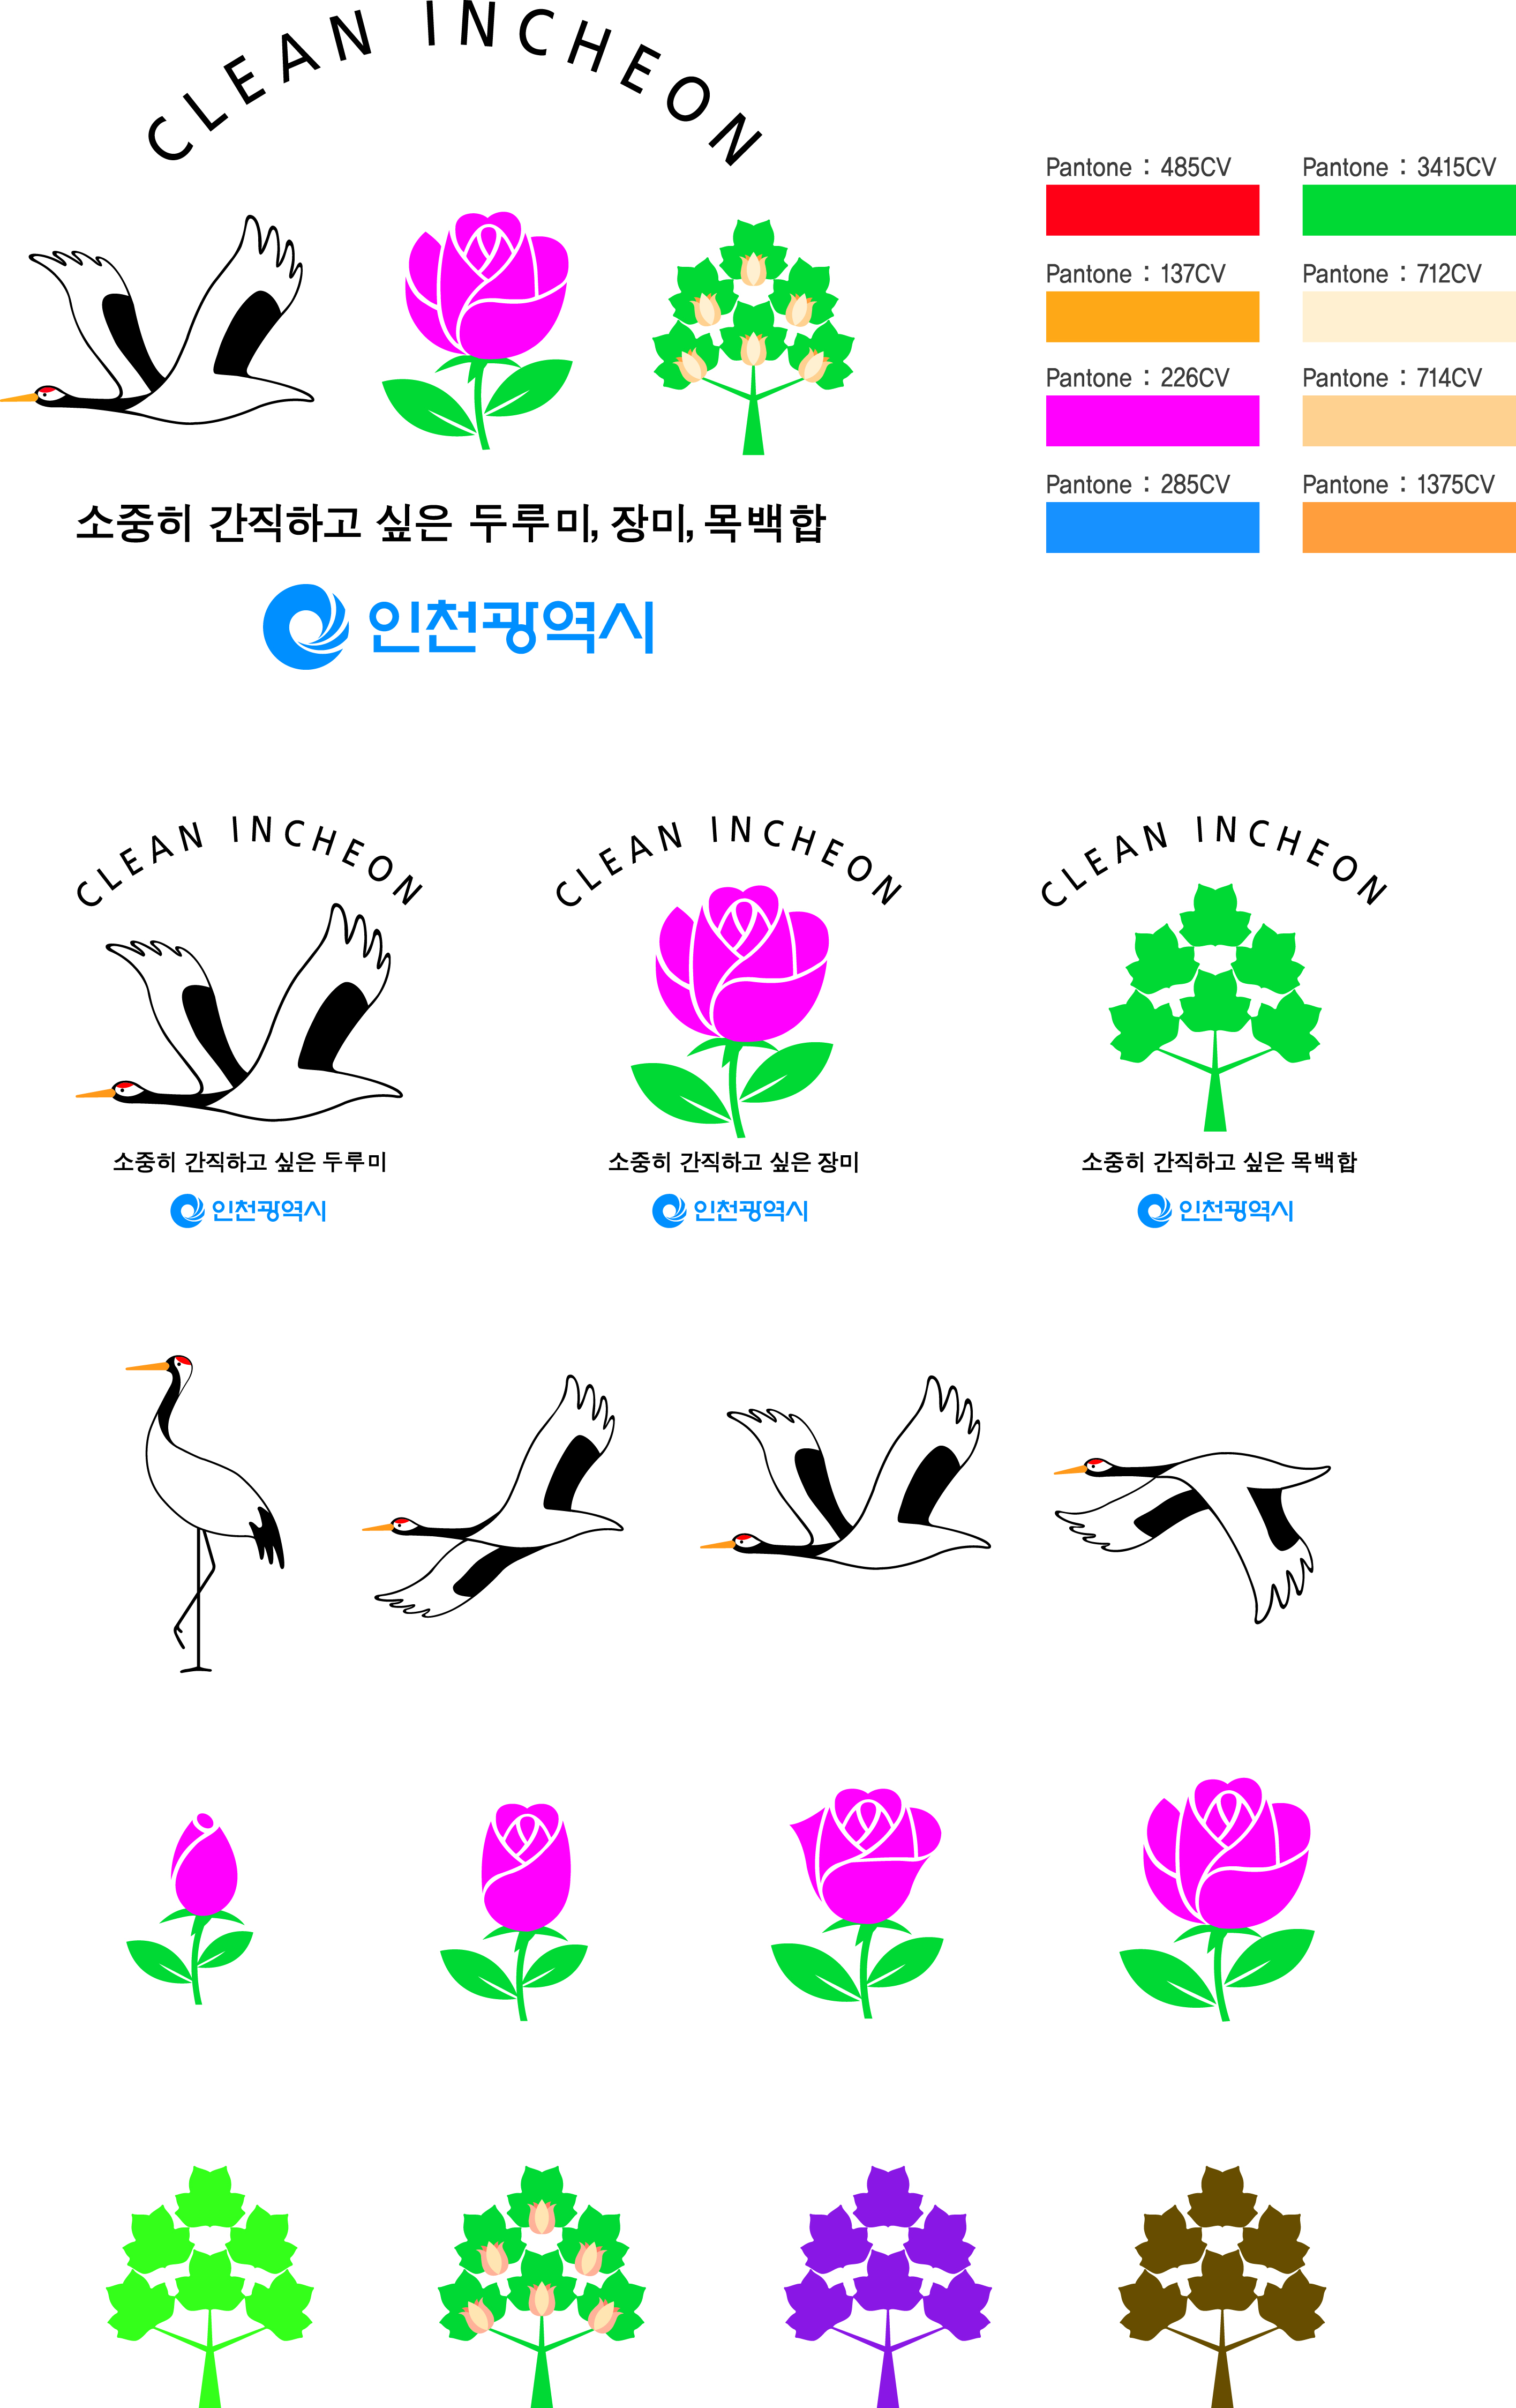 CLEAN INCHEON
Pantone : 485CV
Pantone : 3415CV
Pantone : 137CV
Pantone : 712CV
Pantone : 226CV
Pantone : 714CV
Pantone : 285CV
Pantone : 1375CV
소중히 간직하고 싶은 두루미, 장미, 목백합
인천광역시
CLEAN INCHEON
CLEAN INCHEON
CLEAN INCHEON
소중히 간직하고 싶은 두루미
소중히 간직하고 싶은 장미
소중히 간직하고 싶은 목백합
인천광역시
인천광역시
인천광역시